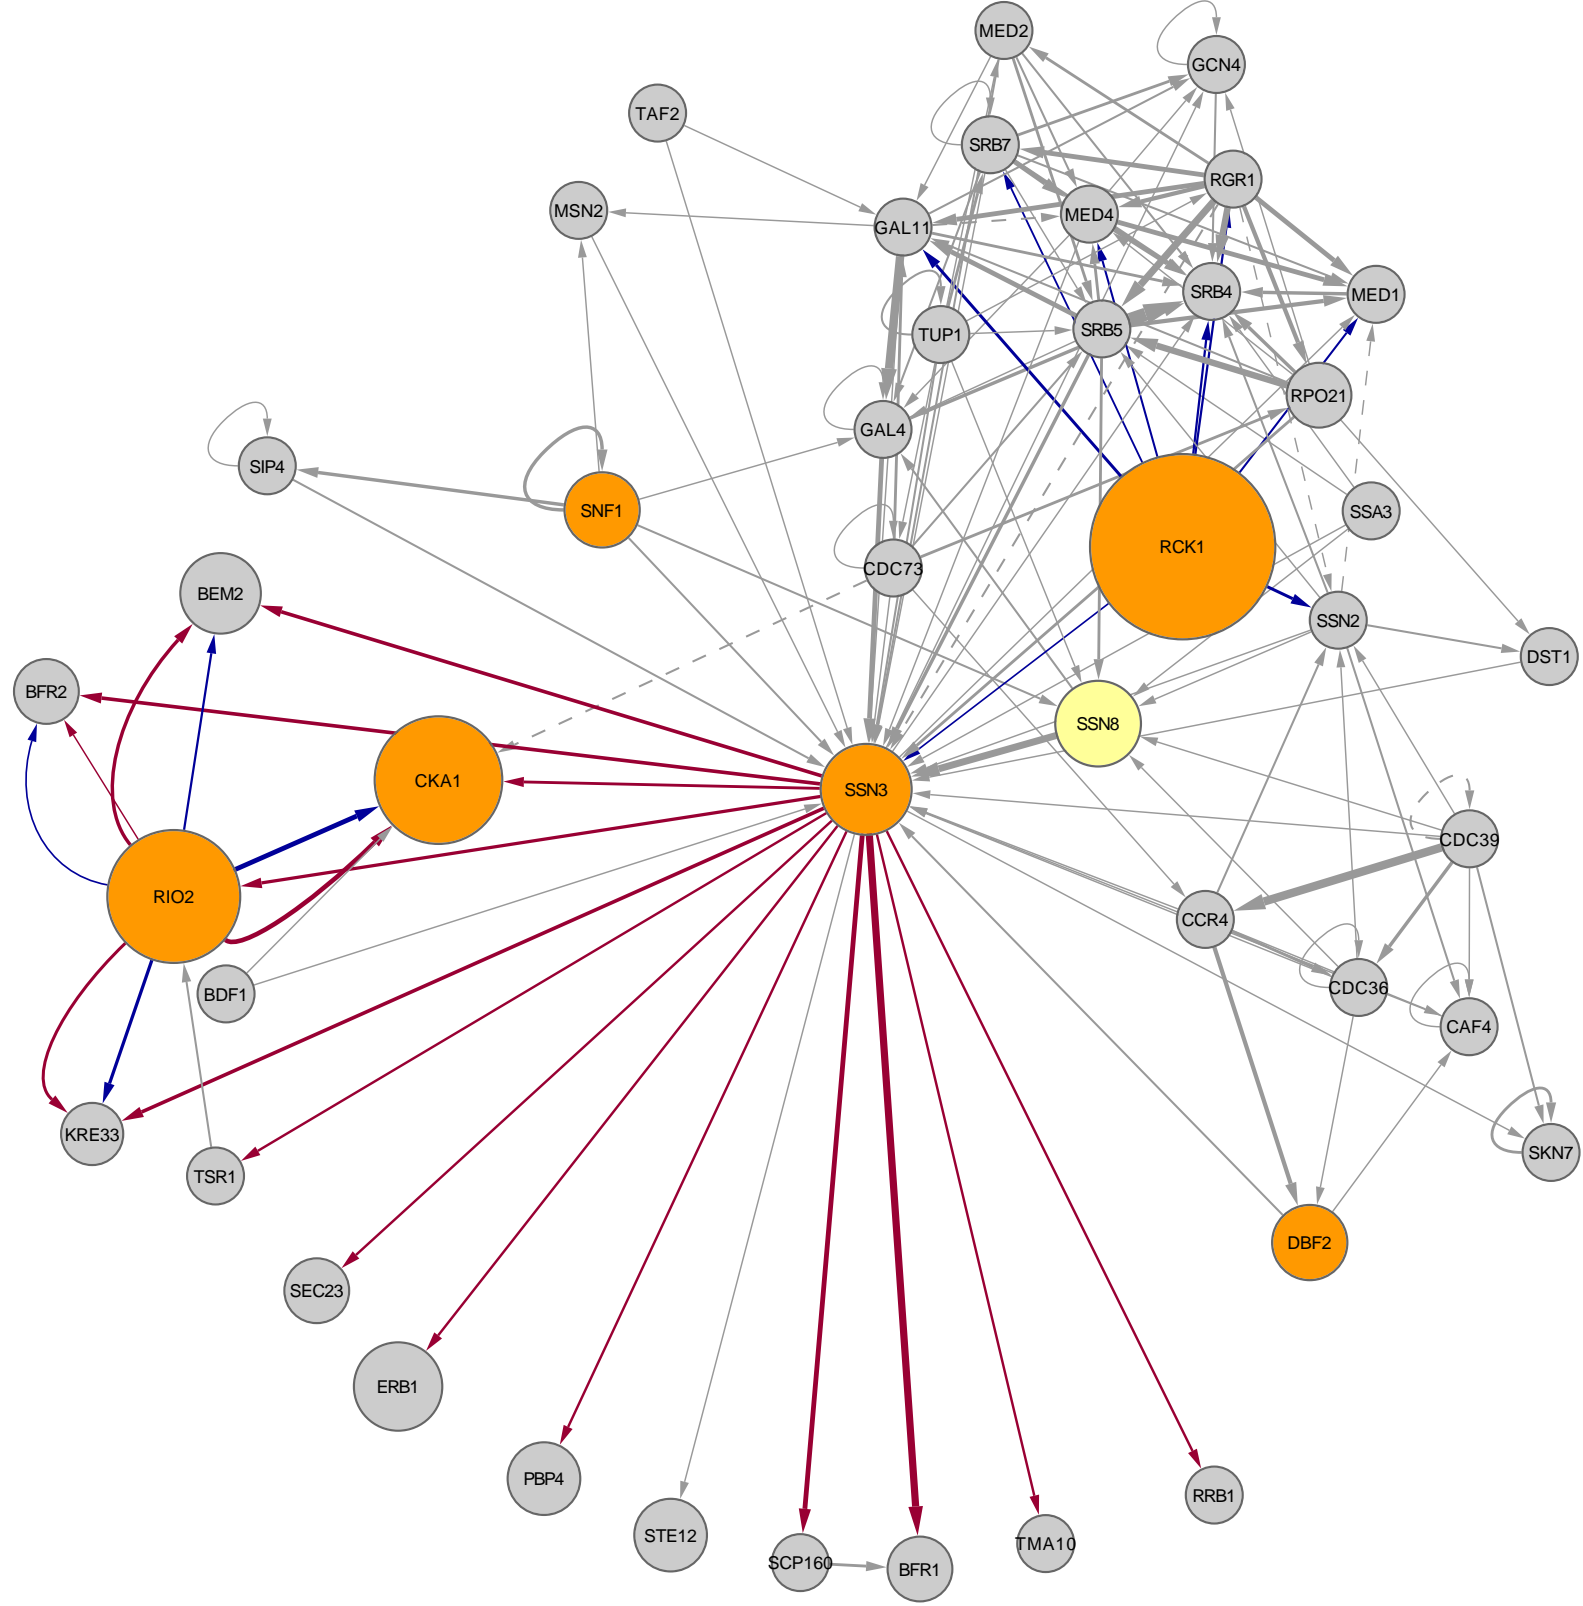 MED2
GCN4
TAF2
SRB7
RGR1
MSN2
MED4
GAL11
SRB4
MED1
TUP1
SRB5
RPO21
GAL4
SIP4
SNF1
SSA3
RCK1
CDC73
BEM2
SSN2
DST1
BFR2
SSN8
CKA1
SSN3
CDC39
RIO2
CCR4
BDF1
CDC36
CAF4
KRE33
SKN7
TSR1
DBF2
SEC23
ERB1
PBP4
RRB1
STE12
TMA10
SCP160
BFR1